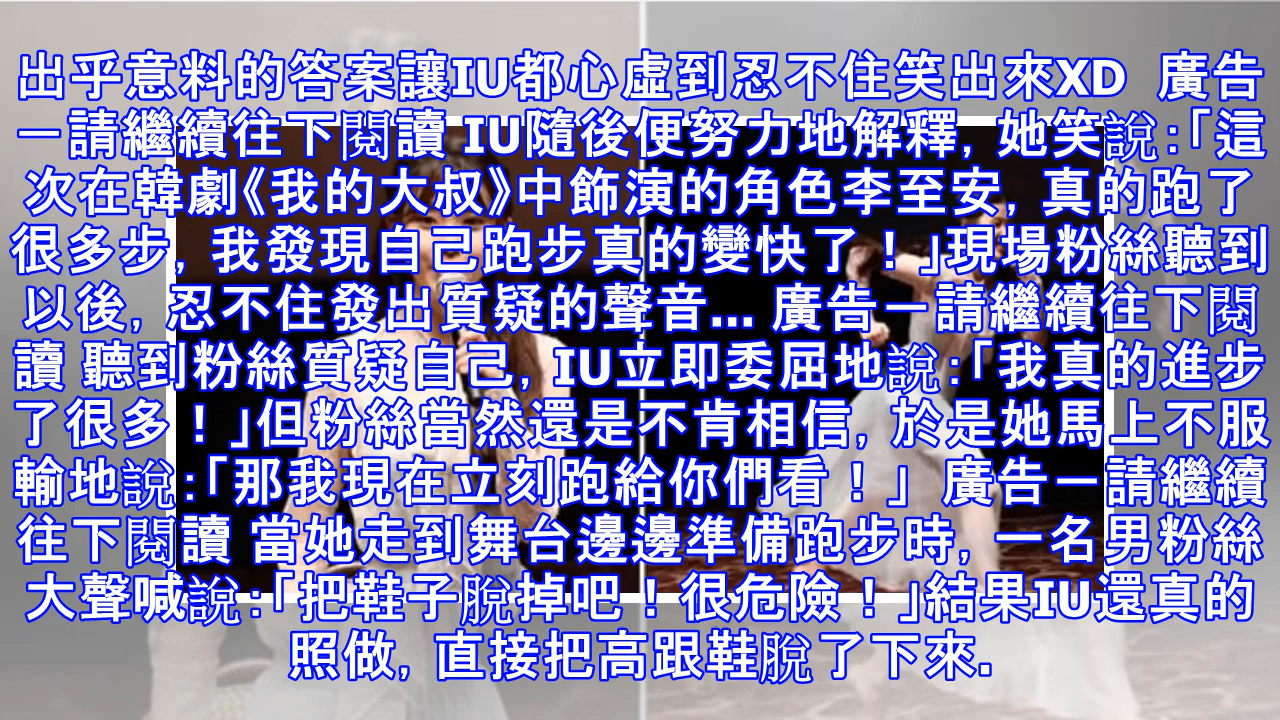 出乎意料的答案讓IU都心虛到忍不住笑出來XD 廣告
－請繼續往下閱讀 IU隨後便努力地解釋, 她笑說:「這
次在韓劇《我的大叔》中飾演的角色李至安, 真的跑了
很多步, 我發現自己跑步真的變快了！」現場粉絲聽到
以後, 忍不住發出質疑的聲音... 廣告－請繼續往下閱
讀 聽到粉絲質疑自己, IU立即委屈地說:「我真的進步
了很多！」但粉絲當然還是不肯相信, 於是她馬上不服
輸地說:「那我現在立刻跑給你們看！」 廣告－請繼續
往下閱讀 當她走到舞台邊邊準備跑步時, 一名男粉絲
大聲喊說:「把鞋子脫掉吧！很危險！」結果IU還真的
照做, 直接把高跟鞋脫了下來.